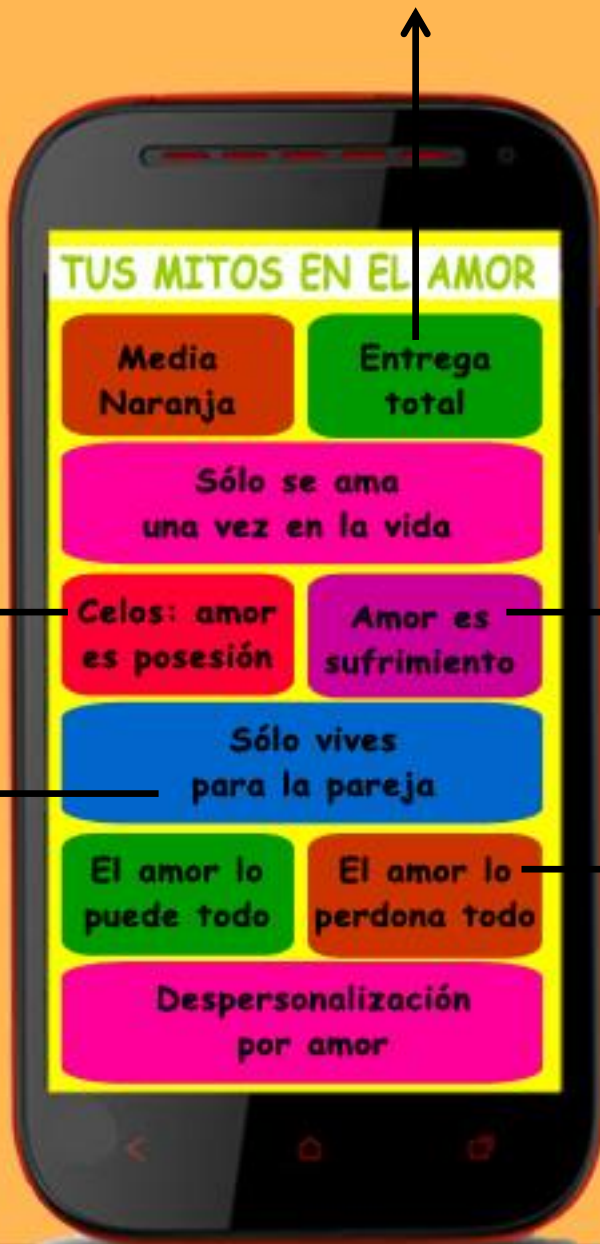 TUS MITOS EN EL AMOR
Media
Naranja
Entrega
total
Sólo se ama
una vez en la vida
Celos: amor
es posesión
Amor es
sufrimiento
Sólo vives
para la pareja
El amor lo
puede todo
El amor lo
perdona todo
Despersonalización
por amor